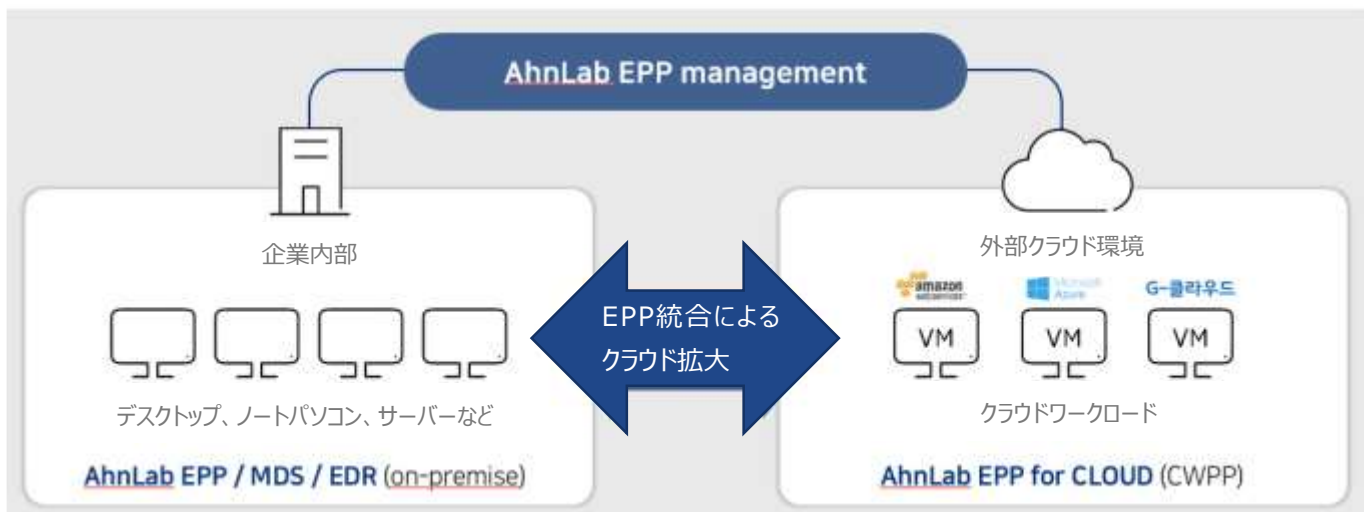 AhnLab EPP management
企業内部
外部クラウド環境
amazon
Microsoft
Azure
G-클라우드
EPP統合による
クラウド拡大
VM
VM
VM
デスクトップ、ノートパソコン、サーバーなど
クラウドワークロード
AhnLab EPP / MDS / EDR (on-premise)
AhnLab EPP for CLOUD (CWPP)